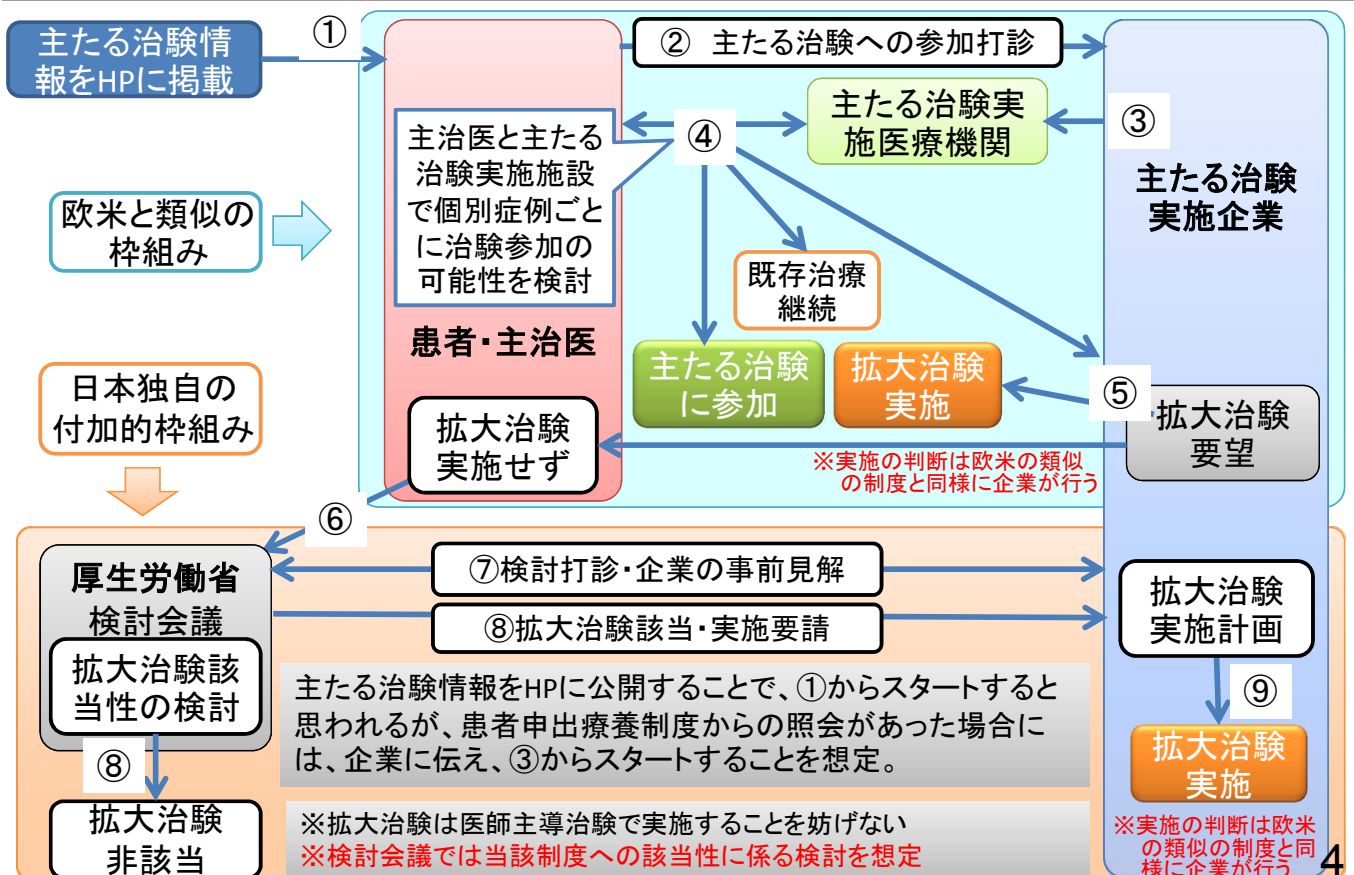 主たる治験情
報をHPに掲載
①
② 主たる治験への参加打診
主たる治験実
施医療機関
③
④
主治医と主たる
治験実施施設
で個別症例ごと
に治験参加の
可能性を検討
主たる治験
実施企業
欧米と類似の
枠組み
既存治療
継続
患者・主治医
主たる治験
に参加
拡大治験
実施
⑤
拡大治験
要望
日本独自の
付加的枠組み
拡大治験
実施せず
※実施の判断は欧米の類似
の制度と同様に企業が行う
⑥
厚生労働省
検討会議
拡大治験該
当性の検討
⑦検討打診・企業の事前見解
⑧拡大治験該当・実施要請
拡大治験
実施計画
主たる治験情報をHPに公開することで、①からスタートすると
思われるが、患者申出療養制度からの照会があった場合に
は、企業に伝え、③からスタートすることを想定。
⑨
⑧
拡大治験
実施
拡大治験
非該当
※拡大治験は医師主導治験で実施することを妨げない
※検討会議では当該制度への該当性に係る検討を想定
※実施の判断は欧米
の類似の制度と同
様に企業が行う
4